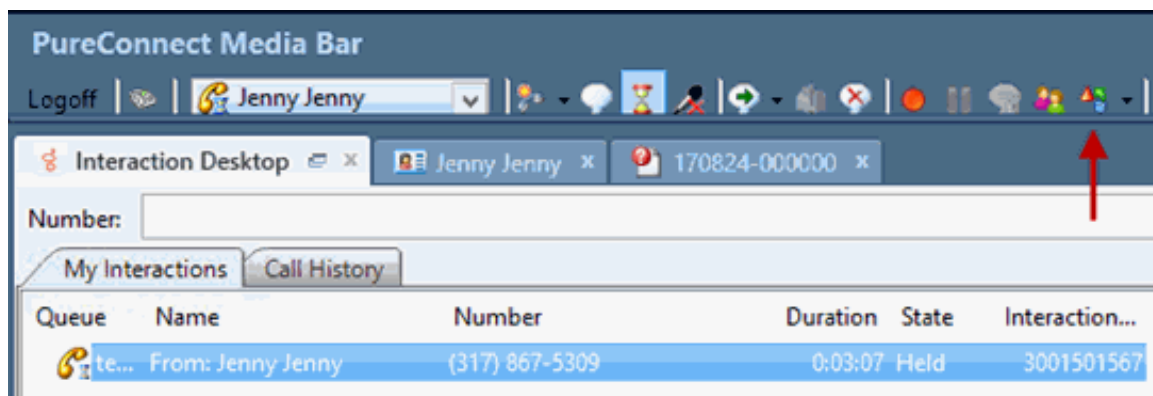 PureConnect Media Bar
Logoff Jenny Jenny
Interaction Desktop Jenny Jenny 170824-000000
Number:
My Interactions Call History
Queue Name Number Duration State Interaction...
te... From: Jenny Jenny (317) 867-5309 0:03:07 Held 3001501567